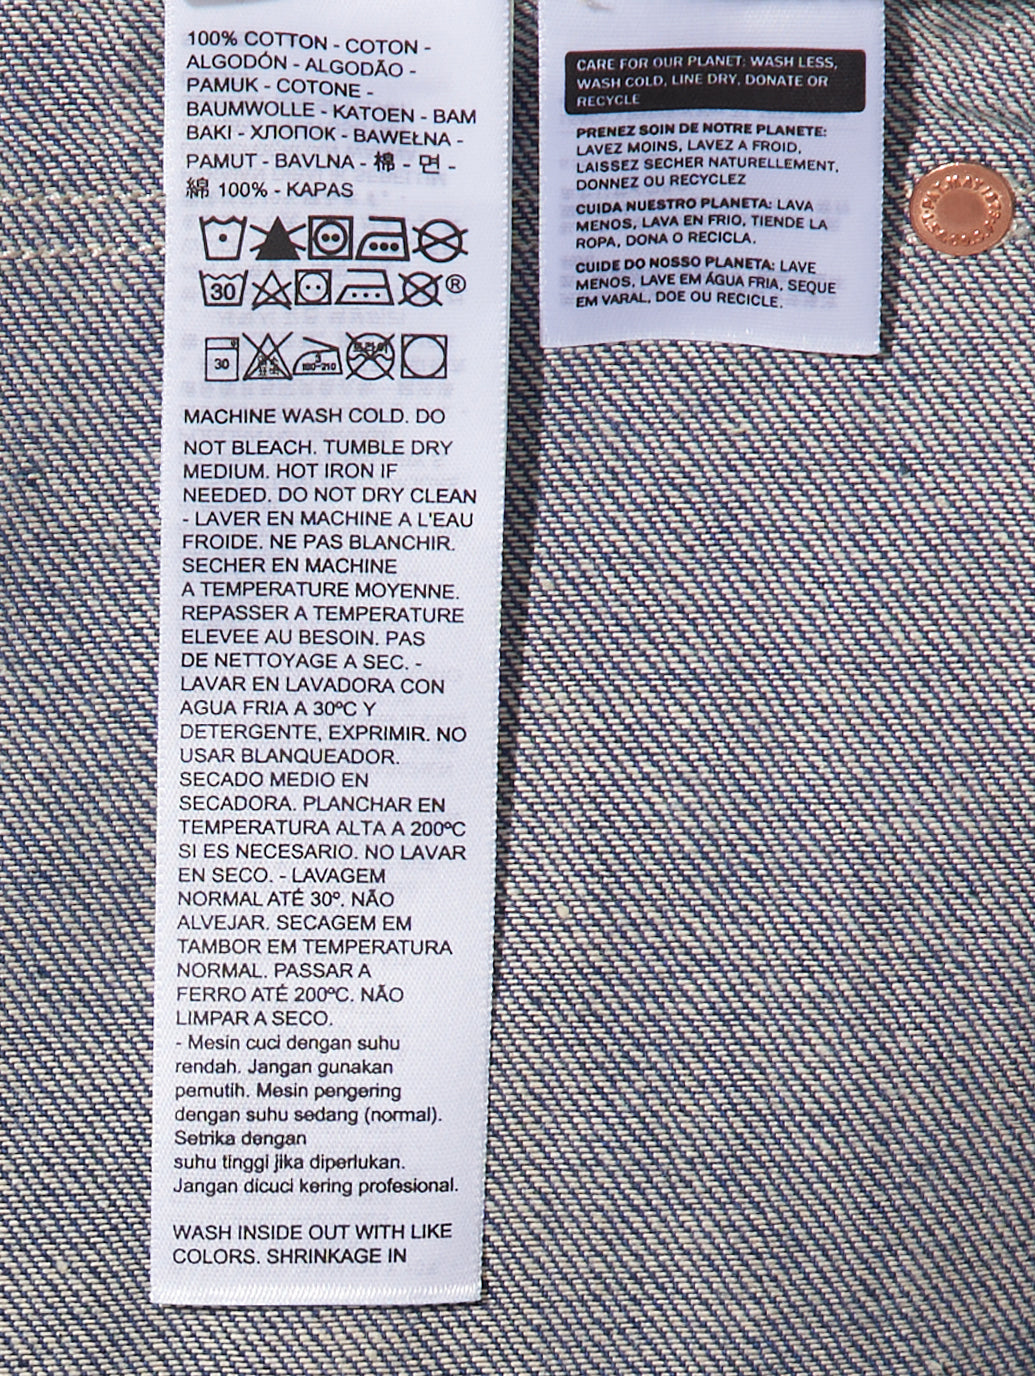 100% COTTON - COTON -
ALGODÓN - ALGODÃO -
PAMUK - COTONE -
BAUMWOLLE - KATOEN - BAM
BAKI - ХЛОПОК - BAWEŁNA -
PAMUT - BAVLNA - 棉 - 면 -
綿 100% - KAPAS
30
®
30
3
180-210
MACHINE WASH COLD. DO
NOT BLEACH. TUMBLE DRY
MEDIUM. HOT IRON IF
NEEDED. DO NOT DRY CLEAN
- LAVER EN MACHINE A L'EAU
FROIDE. NE PAS BLANCHIR.
SECHER EN MACHINE
A TEMPERATURE MOYENNE.
REPASSER A TEMPERATURE
ELEVEE AU BESOIN. PAS
DE NETTOYAGE A SEC. -
LAVAR EN LAVADORA CON
AGUA FRIA A 30ºC Y
DETERGENTE, EXPRIMIR. NO
USAR BLANQUEADOR.
SECADO MEDIO EN
SECADORA. PLANCHAR EN
TEMPERATURA ALTA A 200ºC
SI ES NECESARIO. NO LAVAR
EN SECO. - LAVAGEM
NORMAL ATÉ 30º. NÃO
ALVEJAR. SECAGEM EM
TAMBOR EM TEMPERATURA
NORMAL. PASSAR A
FERRO ATÉ 200ºC. NÃO
LIMPAR A SECO.
- Mesin cuci dengan suhu
rendah. Jangan gunakan
pemutih. Mesin pengering
dengan suhu sedang (normal).
Setrika dengan
suhu tinggi jika diperlukan.
Jangan dicuci kering profesional.
WASH INSIDE OUT WITH LIKE
COLORS. SHRINKAGE IN
CARE FOR OUR PLANET: WASH LESS,
WASH COLD, LINE DRY, DONATE OR
RECYCLE
PRENEZ SOIN DE NOTRE PLANETE:
LAVEZ MOINS, LAVEZ A FROID,
LAISSEZ SECHER NATURELLEMENT,
DONNEZ OU RECYCLEZ
CUIDA NUESTRO PLANETA: LAVA
MENOS, LAVA EN FRIO, TIENDE LA
ROPA, DONA O RECICLA.
CUIDE DO NOSSO PLANETA: LAVE
MENOS, LAVE EM ÁGUA FRIA, SEQUE
EM VARAL, DOE OU RECICLE.